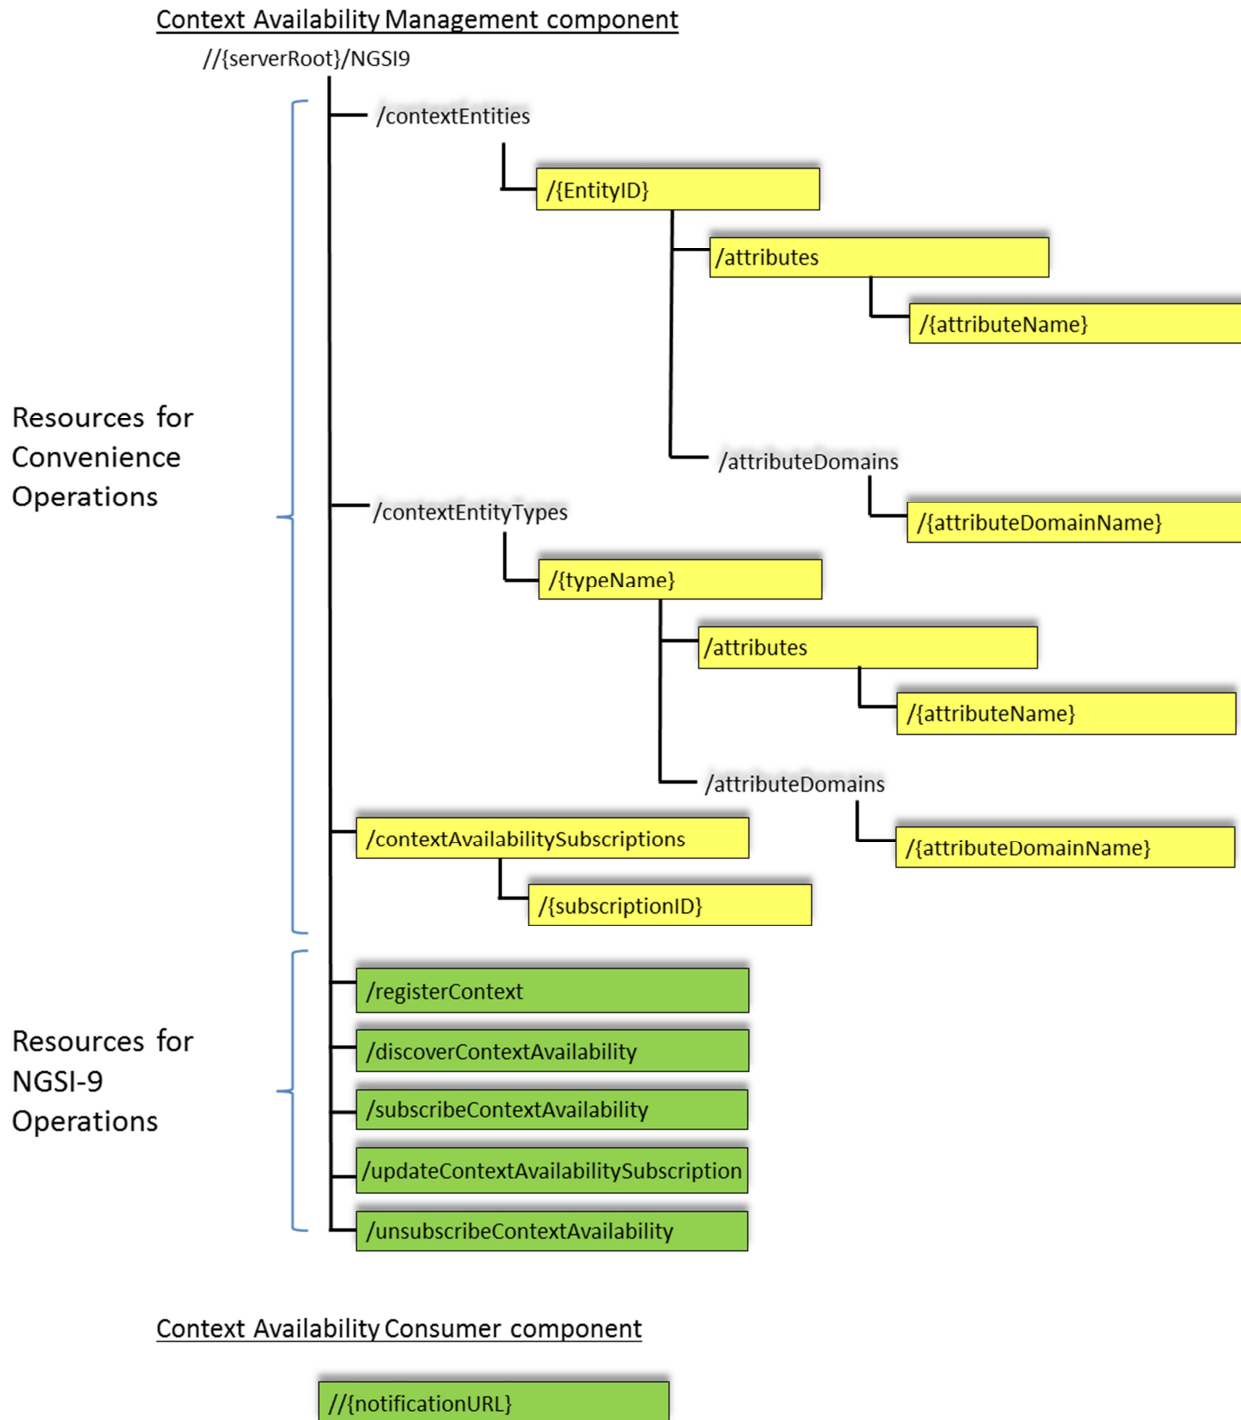 Context Availability Management component
//{serverRoot}/NGSI9
/contextEntities
/{EntityID}
/attributes
/{attributeName}
Resources for
Convenience
Operations
/attributeDomains
/{attributeDomainName}
/contextEntityTypes
/{typeName}
/attributes
/{attributeName}
/attributeDomains
/{attributeDomainName}
/contextAvailabilitySubscriptions
/{subscriptionID}
Resources for
NGSI-9
Operations
/registerContext
/discoverContextAvailability
/subscribeContextAvailability
/updateContextAvailabilitySubscription
/unsubscribeContextAvailability
Context Availability Consumer component
//{notificationURL}